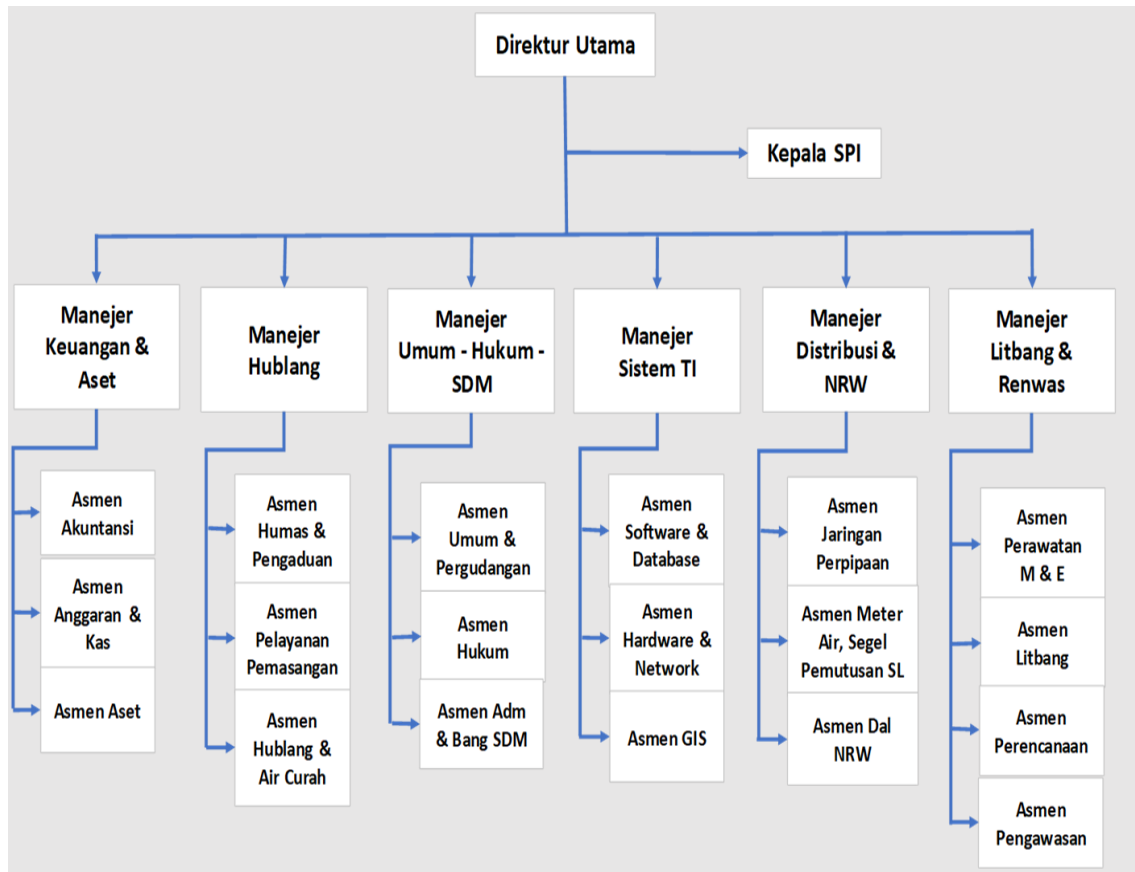 Direktur Utama
Kepala SPI
Manejer
Keuangan &
Aset
Manejer
Hublang
Manejer
Umum - Hukum -
SDM
Manejer
Sistem TI
Manejer
Distribusi &
NRW
Manejer
Litbang &
Renwas
Asmen
Akuntansi
Asmen
Anggaran &
Kas
Asmen Aset
Asmen
Humas &
Pengaduan
Asmen
Pelayanan
Pemasangan
Asmen
Hublang &
Air Curah
Asmen
Umum &
Pergudangan
Asmen
Hukum
Asmen Adm
& Bang SDM
Asmen
Software &
Database
Asmen
Hardware &
Network
Asmen GIS
Asmen
Jaringan
Perpipaan
Asmen Meter
Air, Segel
Pemutusan SL
Asmen Dal
NRW
Asmen
Perawatan
M & E
Asmen
Litbang
Asmen
Perencanaan
Asmen
Pengawasan